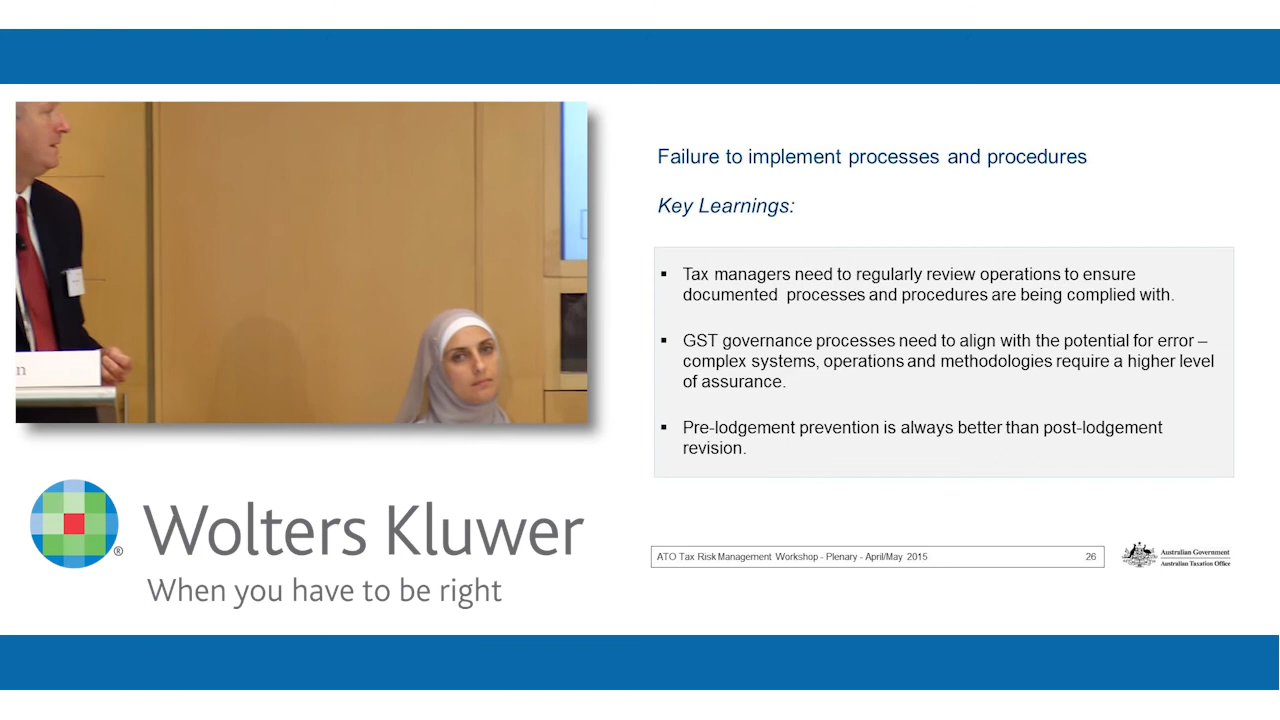 Failure to implement processes and procedures
Key Learnings:
▪ Tax managers need to regularly review operations to ensure
documented processes and procedures are being complied with.
▪ GST governance processes need to align with the potential for error –
complex systems, operations and methodologies require a higher level
of assurance.
▪ Pre-lodgement prevention is always better than post-lodgement
revision.
n
Wolters Kluwer
®
When you have to be right
ATO Tax Risk Management Workshop - Plenary - April/May 2015 26
Australian Government
Australian Taxation Office